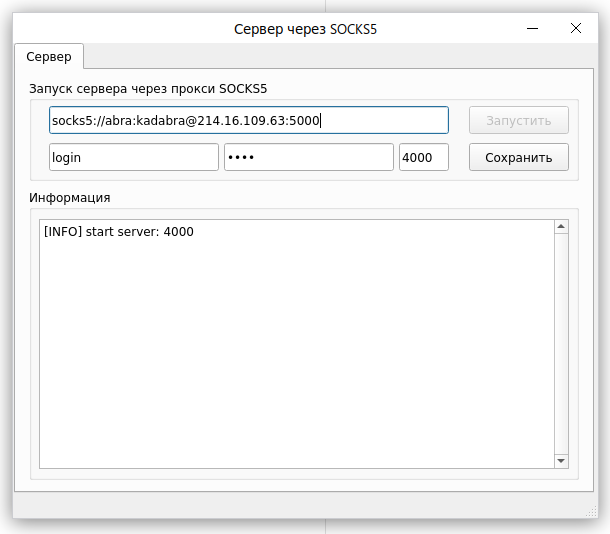 Сервер через SOCKS5
Сервер
Запуск сервера через прокси SOCKS5
socks5://abra:kadabra@214.16.109.63:5000
Запустить
login
••••
4000
Сохранить
Информация
[INFO] start server: 4000